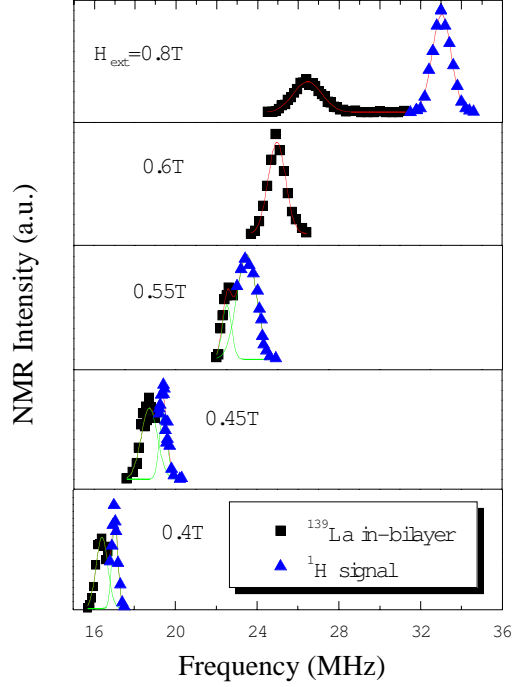 H_ext=0.8T
0.6T
0.55T
0.45T
0.4T
NMR Intensity (a.u.)
^139La in-bilayer
^1H signal
16 20 24 28 32 36
Frequency (MHz)